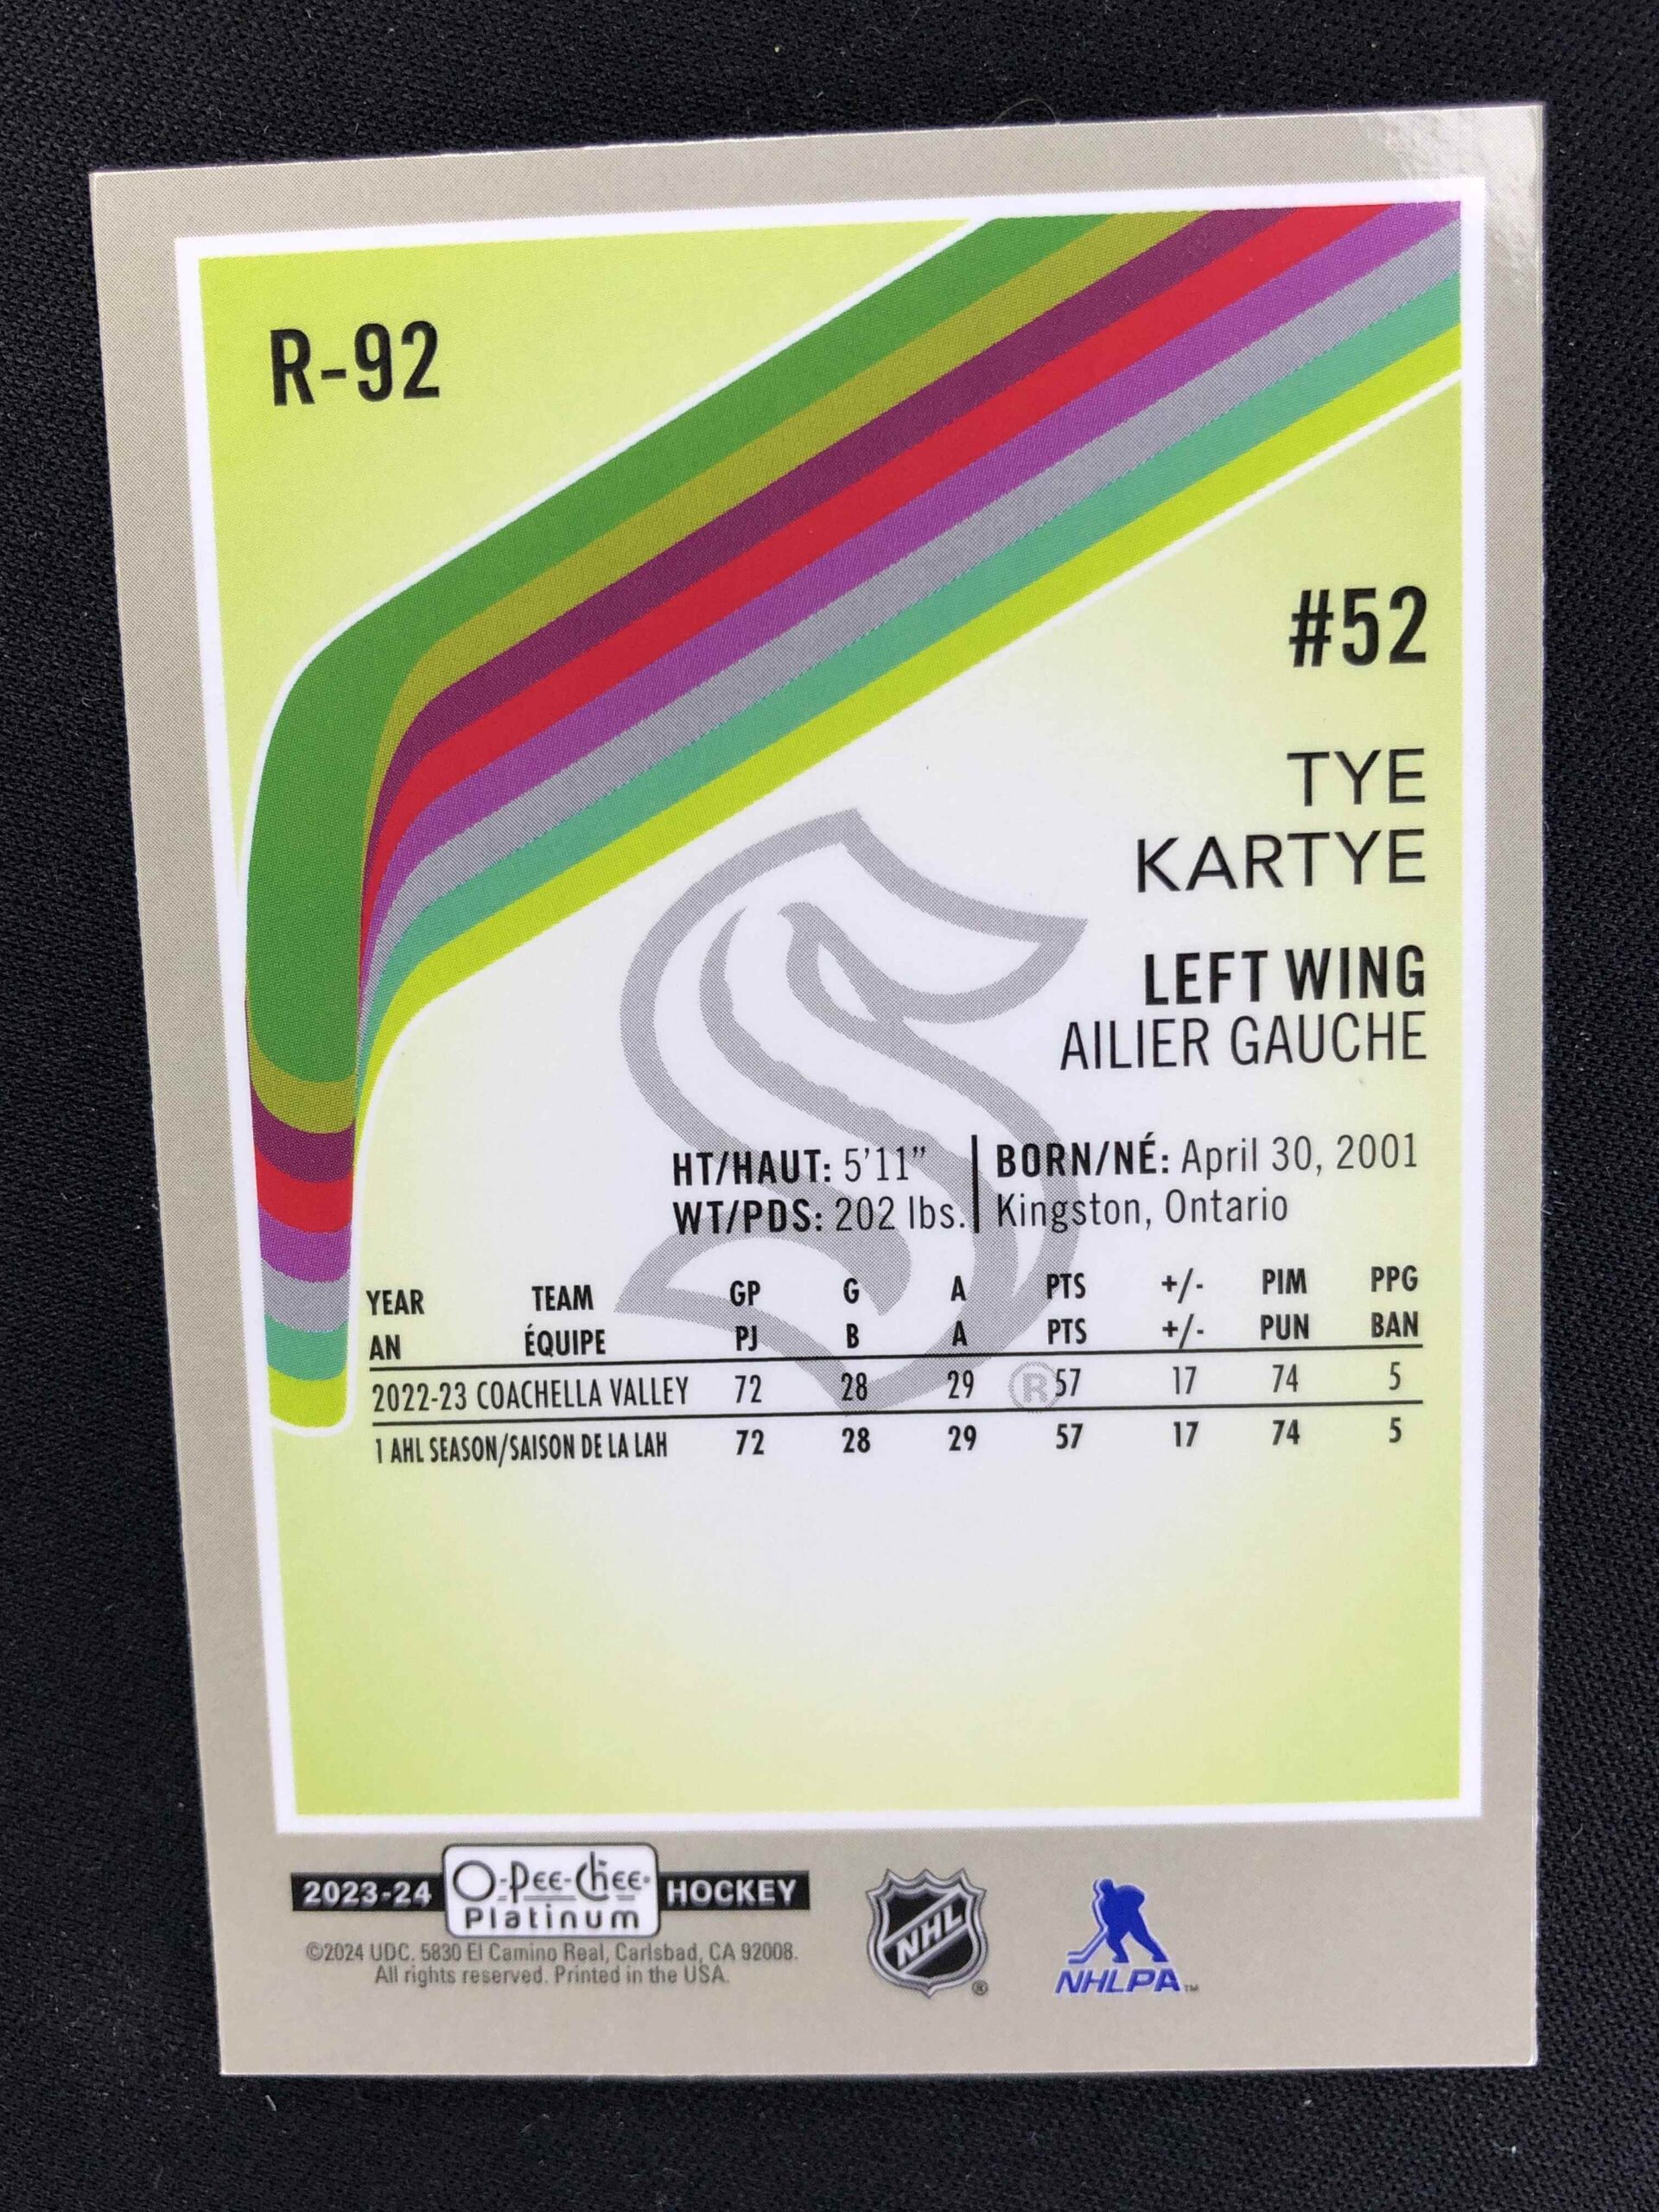 R-92
#52
TYE
KARTYE
LEFT WING
AILIER GAUCHE
HT/HAUT: 5'11" | BORN/NÉ: April 30, 2001
WT/PDS: 202 lbs. | Kingston, Ontario
YEAR TEAM GP G A PTS +/- PIM PPG
AN ÉQUIPE PJ B A PTS +/- PUN BAN
2022-23 COACHELLA VALLEY 72 28 29 ® 57 17 74 5
1 AHL SEASON/SAISON DE LA LAH 72 28 29 57 17 74 5
2023-24 O-Pee-Chee Platinum HOCKEY
©2024 UDC. 5830 El Camino Real, Carlsbad, CA 92008.
All rights reserved. Printed in the USA.
NHL ®
NHLPA™